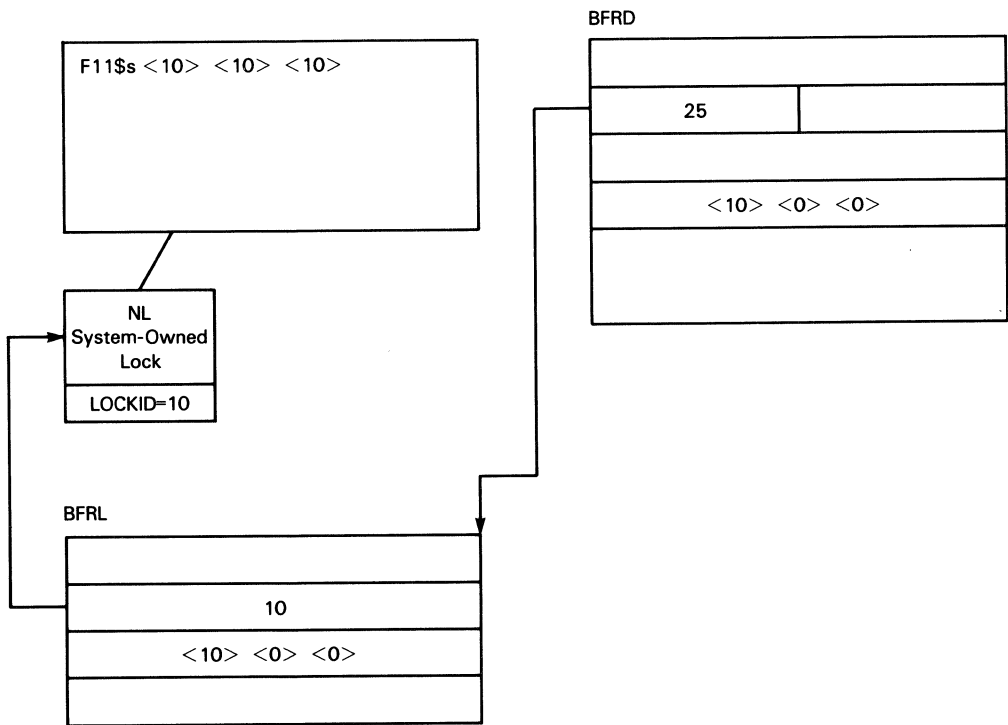 BFRD
F11$s <10> <10> <10>
25
<10> <0> <0>
NL
System-Owned
Lock
LOCKID=10
BFRL
10
<10> <0> <0>